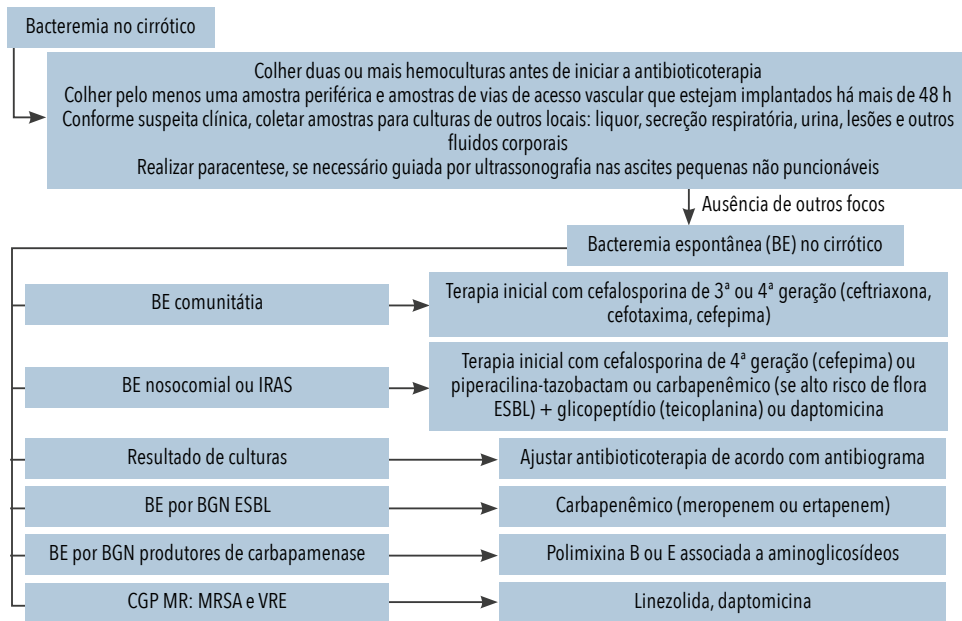 Bacteremia no cirrótico
Colher duas ou mais hemoculturas antes de iniciar a antibioticoterapia
Colher pelo menos uma amostra periférica e amostras de vias de acesso vascular que estejam implantados há mais de 48 h
Conforme suspeita clínica, coletar amostras para culturas de outros locais: liquor, secreção respiratória, urina, lesões e outros
fluidos corporais
Realizar paracentese, se necessário guiada por ultrassonografia nas ascites pequenas não puncionáveis
Ausência de outros focos
Bacteremia espontânea (BE) no cirrótico
BE comunitátia
Terapia inicial com cefalosporina de 3ª ou 4ª geração (ceftriaxona,
cefotaxima, cefepima)
BE nosocomial ou IRAS
Terapia inicial com cefalosporina de 4ª geração (cefepima) ou
piperacilina-tazobactam ou carbapenêmico (se alto risco de flora
ESBL) + glicopeptídio (teicoplanina) ou daptomicina
Resultado de culturas
Ajustar antibioticoterapia de acordo com antibiograma
BE por BGN ESBL
Carbapenêmico (meropenem ou ertapenem)
BE por BGN produtores de carbapamenase
Polimixina B ou E associada a aminoglicosídeos
CGP MR: MRSA e VRE
Linezolida, daptomicina